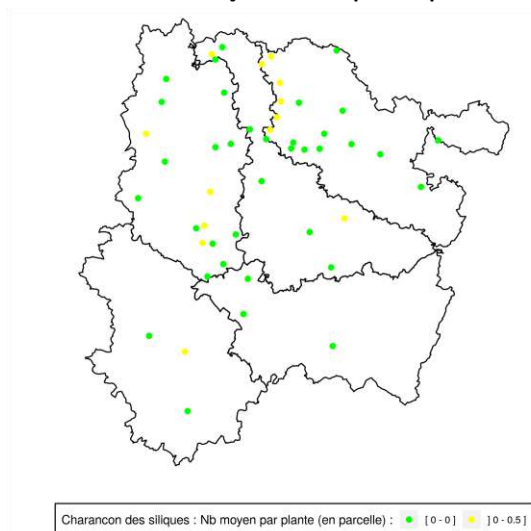 Charancon des siliques : Nb moyen par plante (en parcelle) : [ 0 - 0 ] ] 0 - 0.5 ]